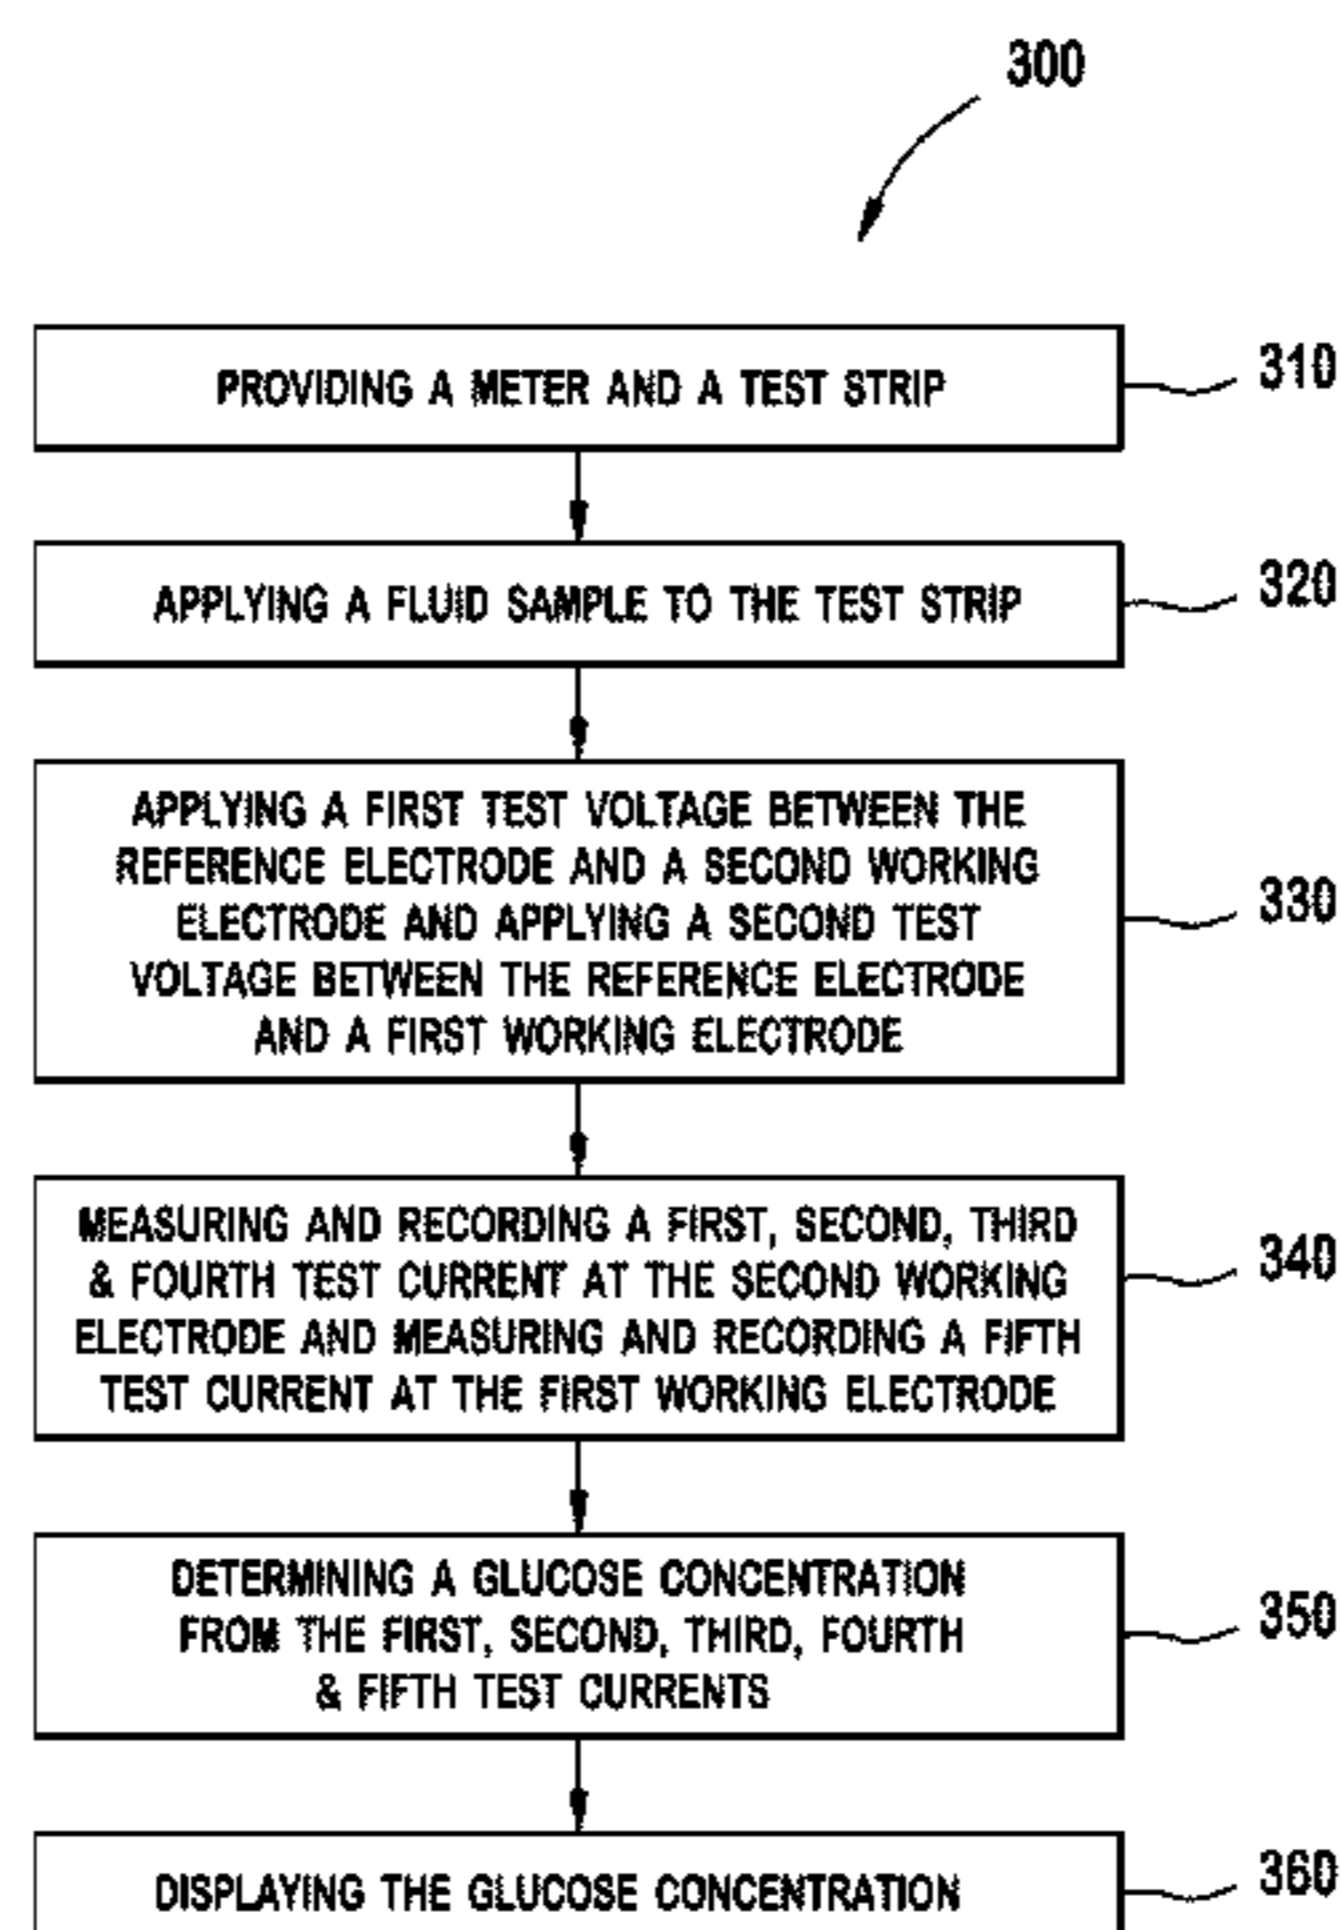 300
PROVIDING A METER AND A TEST STRIP
310
APPLYING A FLUID SAMPLE TO THE TEST STRIP
320
APPLYING A FIRST TEST VOLTAGE BETWEEN THE
REFERENCE ELECTRODE AND A SECOND WORKING
ELECTRODE AND APPLYING A SECOND TEST
VOLTAGE BETWEEN THE REFERENCE ELECTRODE
AND A FIRST WORKING ELECTRODE
330
MEASURING AND RECORDING A FIRST, SECOND, THIRD
& FOURTH TEST CURRENT AT THE SECOND WORKING
ELECTRODE AND MEASURING AND RECORDING A FIFTH
TEST CURRENT AT THE FIRST WORKING ELECTRODE
340
DETERMINING A GLUCOSE CONCENTRATION
FROM THE FIRST, SECOND, THIRD, FOURTH
& FIFTH TEST CURRENTS
350
DISPLAYING THE GLUCOSE CONCENTRATION
360